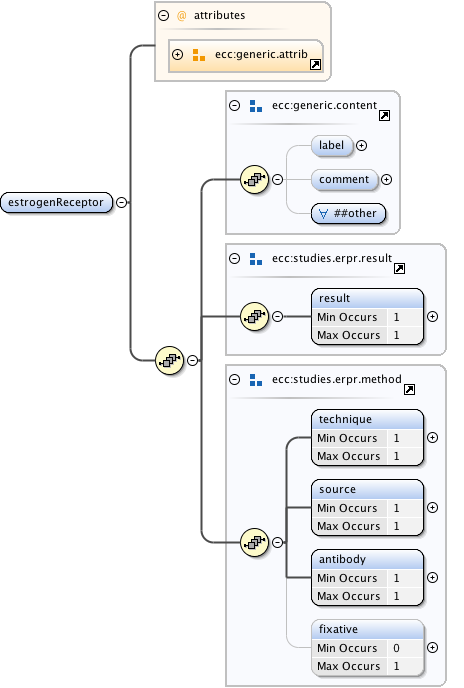 @ attributes
ecc:generic.attrib
ecc:generic.content
label
comment
∀ ##other
estrogenReceptor
ecc:studies.erpr.result
result
Min Occurs 1
Max Occurs 1
ecc:studies.erpr.method
technique
Min Occurs 1
Max Occurs 1
source
Min Occurs 1
Max Occurs 1
antibody
Min Occurs 1
Max Occurs 1
fixative
Min Occurs 0
Max Occurs 1